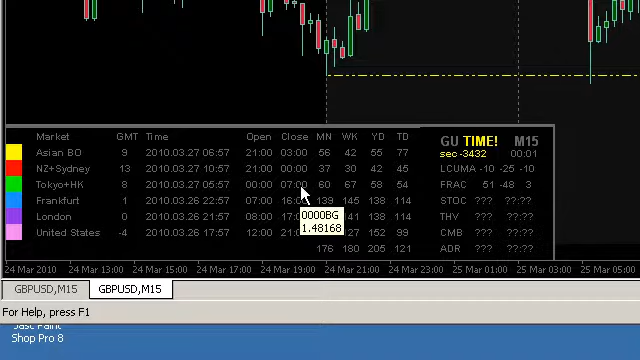 Market GMT Time Open Close MN WK YD TD GU TIME! M15
sec -3432 00:01
Asian BO 9 2010.03.27 06:57 21:00 03:00 56 42 55 77
NZ+Sydney 13 2010.03.27 10:57 21:00 00:00 37 30 42 45 LCUMA -10 -13
Tokyo+HK 8 2010.03.27 05:57 00:00 07:00 60 67 58 54 FRAC 51 -48 3
Frankfurt 1 2010.03.26 22:57 07:00 16:00 139 145 138 114 STOC ??? ??:??
London 0 2010.03.26 21:57 08:00 17:0 138 114 THV ??? ??:??
United States -4 2010.03.26 17:57 12:00 21: 27 152 99 CMB ??? ??:??
176 180 205 121 ADR ??? ??:??
0000BG
1.48168
24 Mar 2010 24 Mar 13:00 24 Mar 15:00 24 Mar 17:00 24 Mar 19:00 24 Mar 21:00 24 Mar 23:00 25 Mar 01:00 25 Mar 03:00 25 Mar 05:00
GBPUSD,M15 GBPUSD,M15
For Help, press F1
Jasc Paint
Shop Pro 8